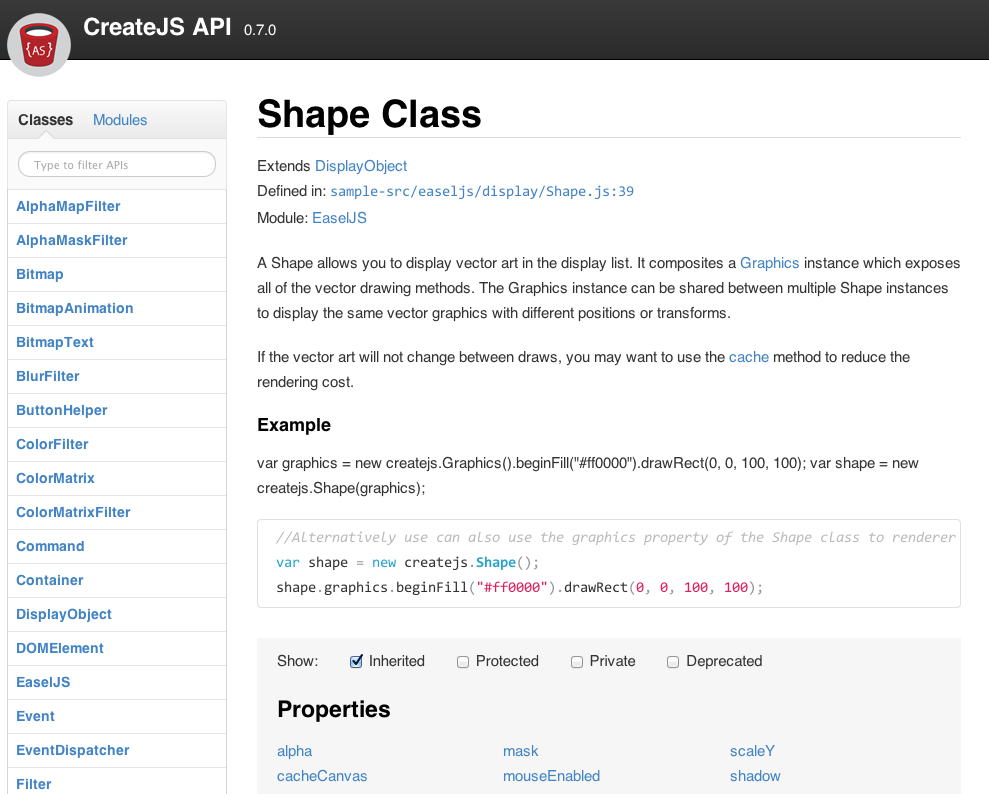 CreateJS API 0.7.0
{AS}
Classes Modules
Type to filter APIs
AlphaMapFilter
AlphaMaskFilter
Bitmap
BitmapAnimation
BitmapText
BlurFilter
ButtonHelper
ColorFilter
ColorMatrix
ColorMatrixFilter
Command
Container
DisplayObject
DOMElement
EaselJS
Event
EventDispatcher
Filter
Shape Class
Extends DisplayObject
Defined in: sample-src/easeljs/display/Shape.js:39
Module: EaselJS
A Shape allows you to display vector art in the display list. It composites a Graphics instance which exposes
all of the vector drawing methods. The Graphics instance can be shared between multiple Shape instances
to display the same vector graphics with different positions or transforms.
If the vector art will not change between draws, you may want to use the cache method to reduce the
rendering cost.
Example
var graphics = new createjs.Graphics().beginFill("#ff0000").drawRect(0, 0, 100, 100); var shape = new
createjs.Shape(graphics);
//Alternatively use can also use the graphics property of the Shape class to renderer
var shape = new createjs.Shape();
shape.graphics.beginFill("#ff0000").drawRect(0, 0, 100, 100);
Show: Inherited Protected Private Deprecated
Properties
alpha mask scaleY
cacheCanvas mouseEnabled shadow